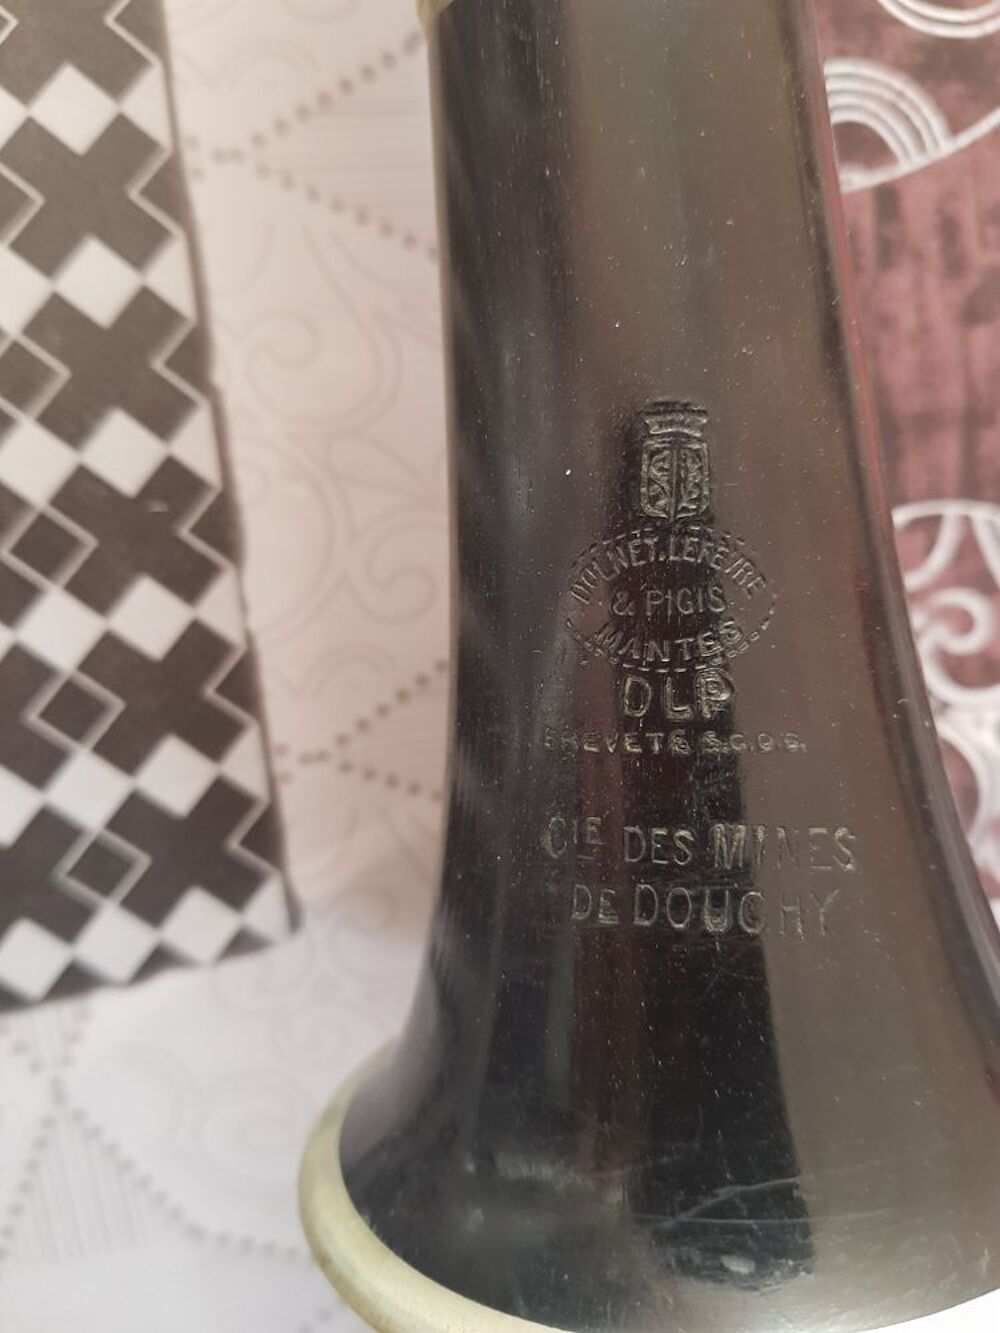 DOLNET.LEFEVRE
& PIGIS
MANTES
DLP
BREVETÉ S.G.D.G.
CIE DES MINES
DE DOUCHY